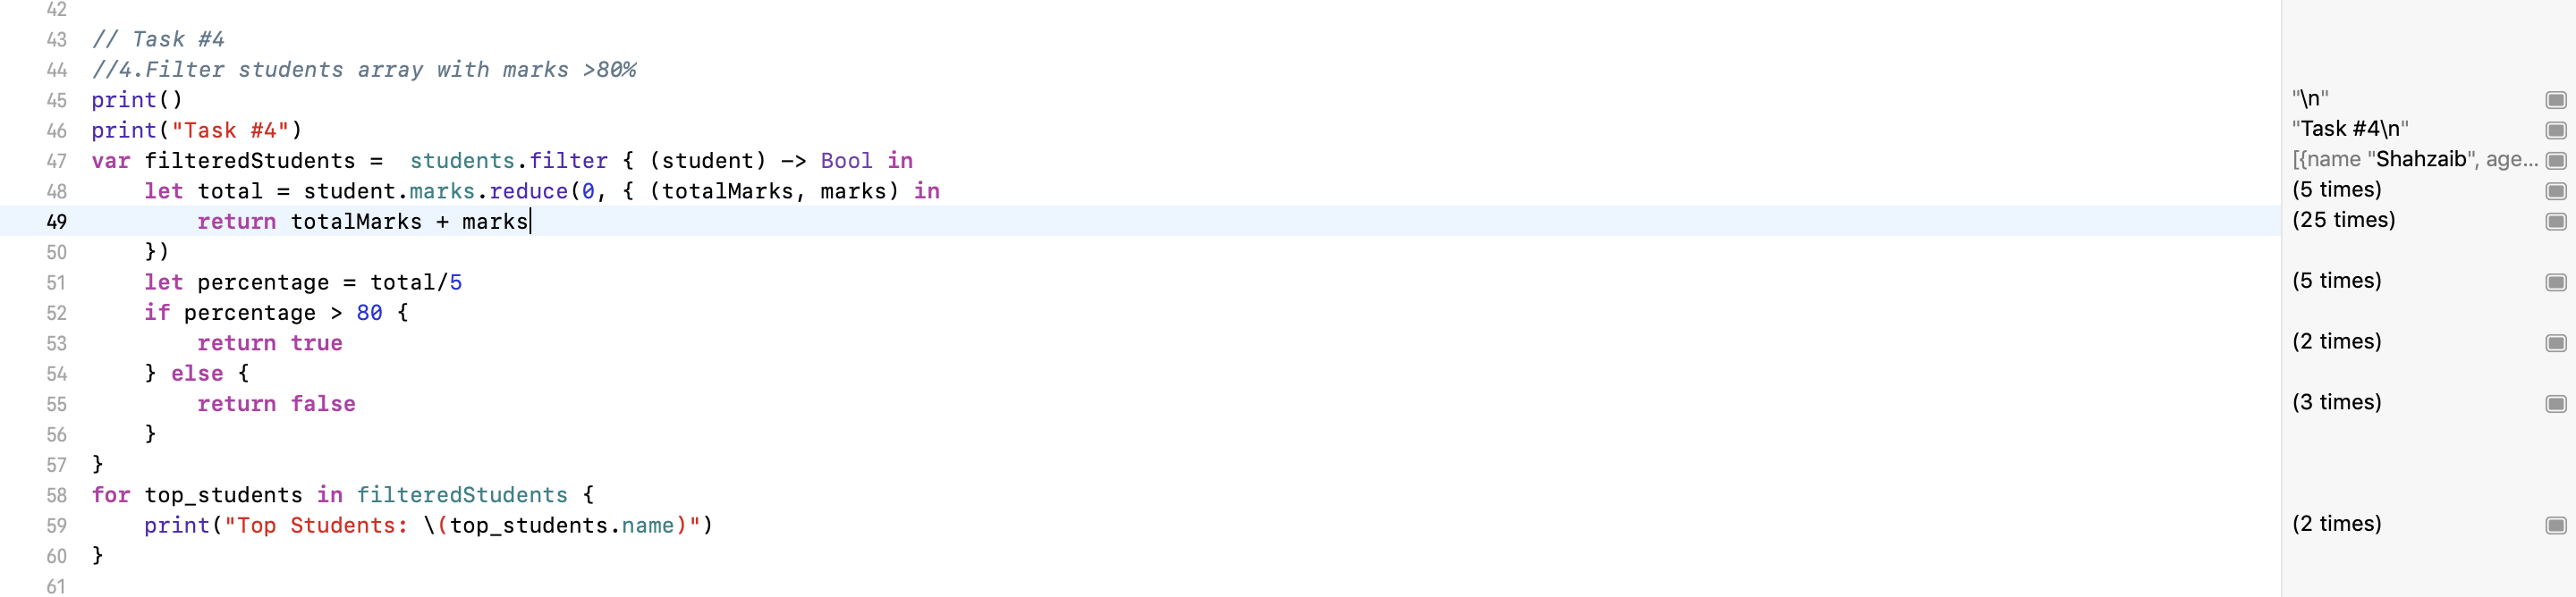 42
43 // Task #4
44 //4.Filter students array with marks >80%
45 print() "\n"
46 print("Task #4") "Task #4\n"
47 var filteredStudents =  students.filter { (student) -> Bool in [{name "Shahzaib", age...
48     let total = student.marks.reduce(0, { (totalMarks, marks) in (5 times)
49         return totalMarks + marks (25 times)
50     })
51     let percentage = total/5 (5 times)
52     if percentage > 80 {
53         return true (2 times)
54     } else {
55         return false (3 times)
56     }
57 }
58 for top_students in filteredStudents {
59     print("Top Students: \(top_students.name)") (2 times)
60 }
61